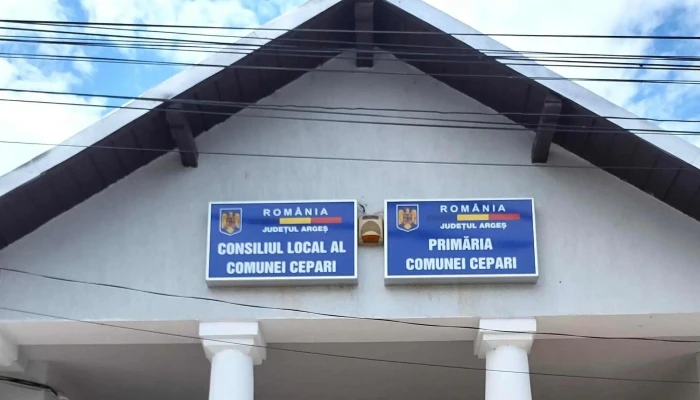 ROMÂNIA
JUDEȚUL ARGEȘ
CONSILIUL LOCAL AL
COMUNEI CEPARI
ROMÂNIA
JUDEȚUL ARGEȘ
PRIMĂRIA
COMUNEI CEPARI